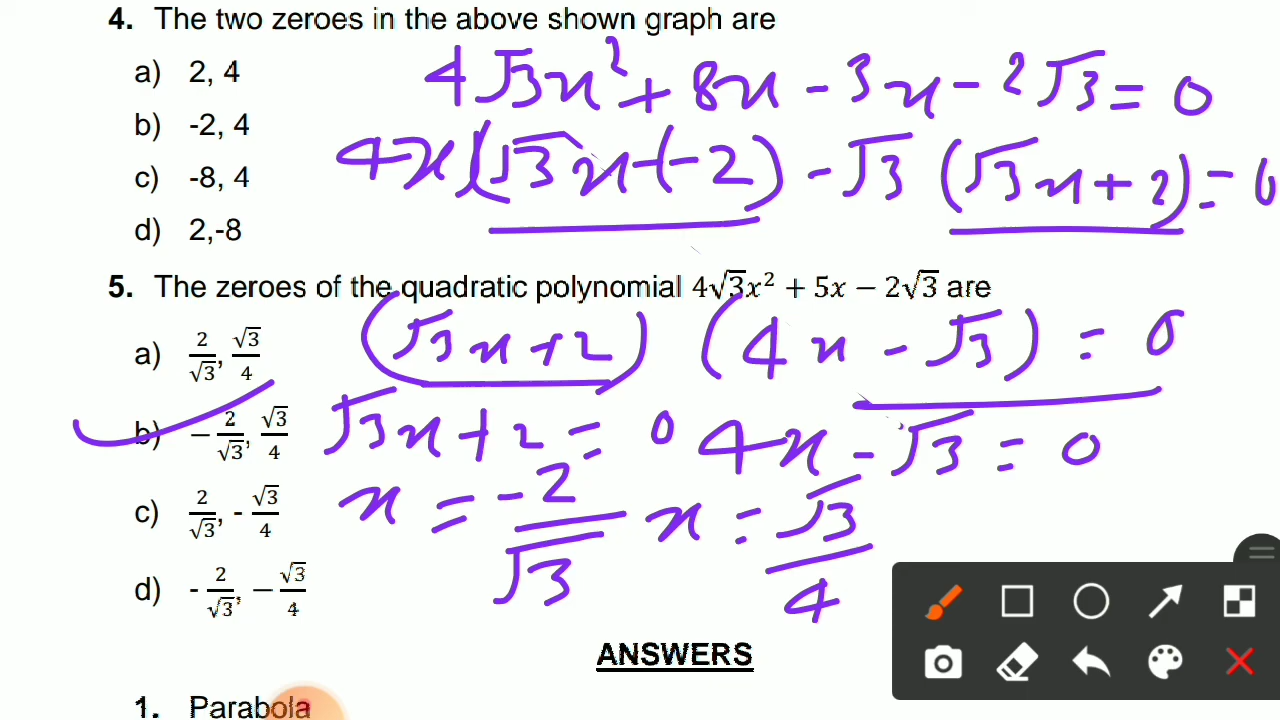 4. The two zeroes in the above shown graph are
a) 2, 4
b) -2, 4
c) -8, 4
d) 2,-8
4√3x² + 8x - 3x - 2√3 = 0
4x(√3x+(-2) - √3 (√3x+2) = 0
5. The zeroes of the quadratic polynomial 4√3x² + 5x − 2√3 are
a) 2/√3, √3/4
b) −2/√3, √3/4
c) 2/√3, -√3/4
d) -2/√3, −√3/4
(√3x+2) (4x - √3) = 0
√3x+2 = 0 4x - √3 = 0
x = -2/√3 x = √3/4
ANSWERS
1. Parabola